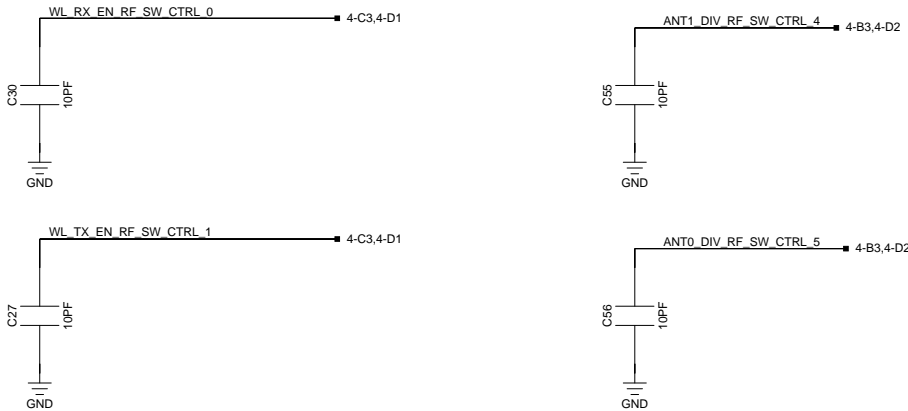 WL_RX_EN_RF_SW_CTRL_0
4-C3,4-D1
C30
10PF
GND
ANT1_DIV_RF_SW_CTRL_4
4-B3,4-D2
C55
10PF
GND
WL_TX_EN_RF_SW_CTRL_1
4-C3,4-D1
C27
10PF
GND
ANT0_DIV_RF_SW_CTRL_5
4-B3,4-D2
C56
10PF
GND